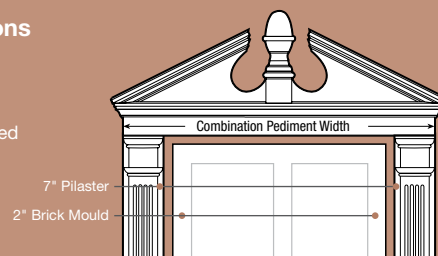 ons
ed
Combination Pediment Width
7" Pilaster
2" Brick Mould